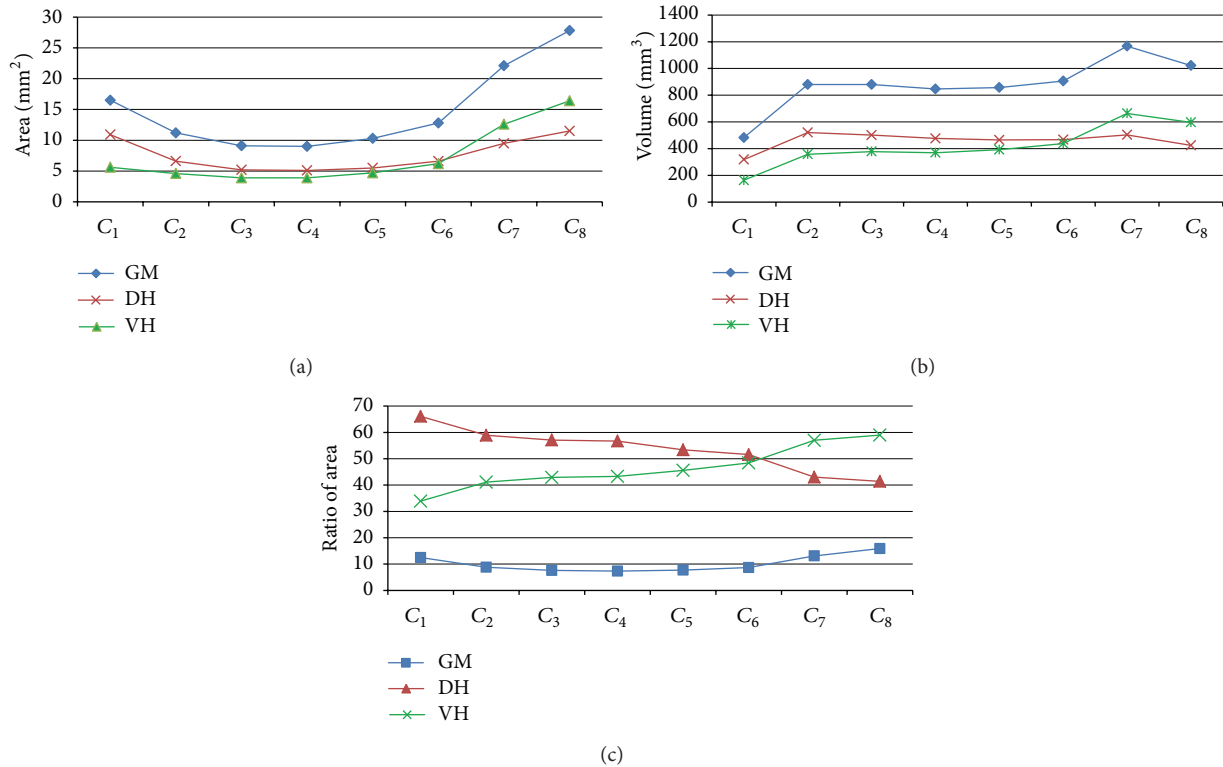 30
25
20
15
10
5
0
Area (mm²)
C₁ C₂ C₃ C₄ C₅ C₆ C₇ C₈
GM
DH
VH
(a)
1400
1200
1000
800
600
400
200
0
Volume (mm³)
C₁ C₂ C₃ C₄ C₅ C₆ C₇ C₈
GM
DH
VH
(b)
70
60
50
40
30
20
10
0
Ratio of area
C₁ C₂ C₃ C₄ C₅ C₆ C₇ C₈
GM
DH
VH
(c)